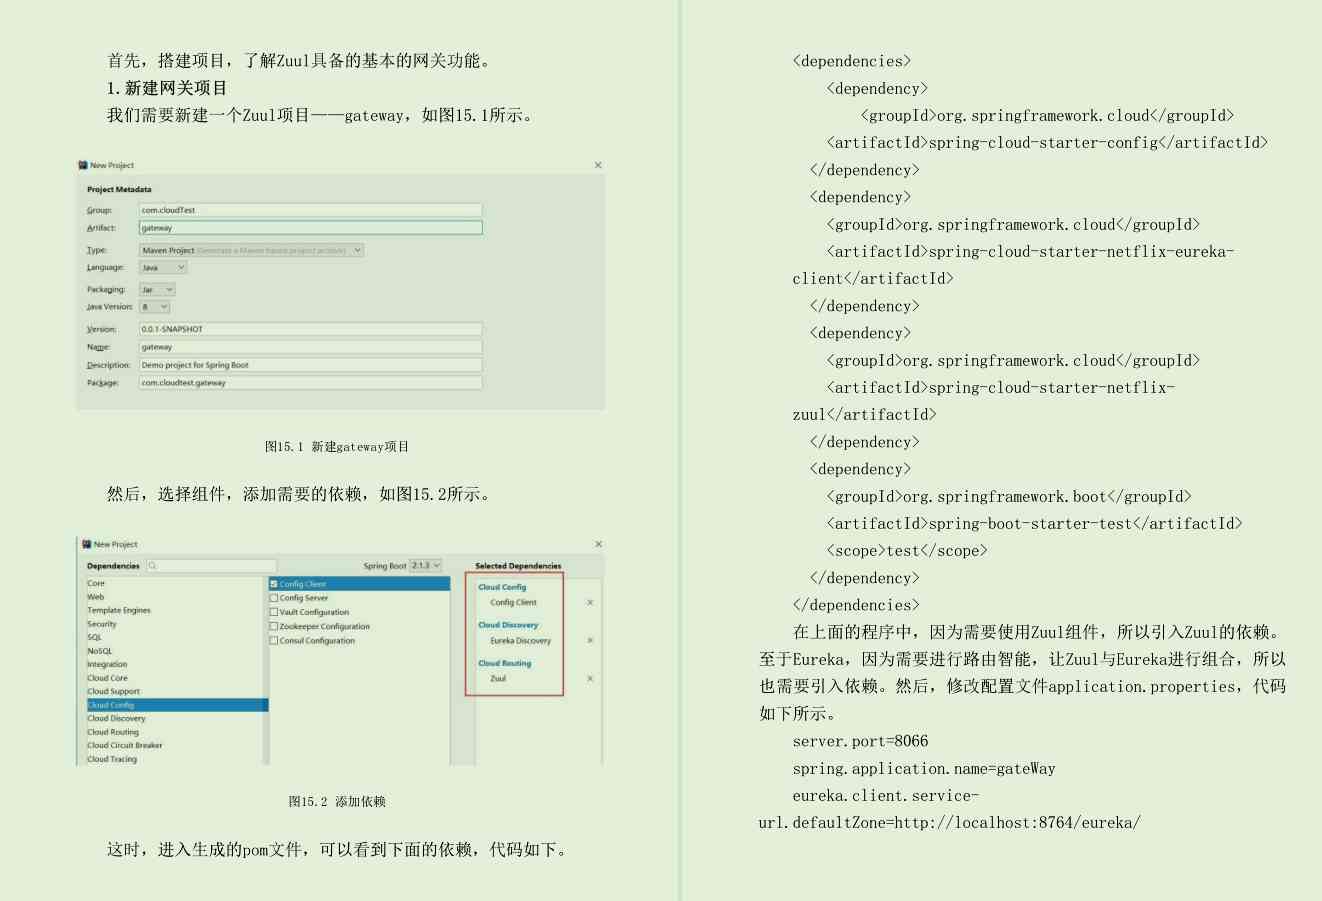 首先，搭建项目，了解Zuul具备的基本的网关功能。
1.新建网关项目
我们需要新建一个Zuul项目——gateway，如图15.1所示。
New Project
Project Metadata
Group: com.cloudTest
Artifact: gateway
Type: Maven Project (Generate a Maven based project archive)
Language: Java
Packaging: Jar
Java Version: 8
Version: 0.0.1-SNAPSHOT
Name: gateway
Description: Demo project for Spring Boot
Package: com.cloudtest.gateway
图15.1 新建gateway项目
然后，选择组件，添加需要的依赖，如图15.2所示。
New Project
Dependencies Spring Boot 2.1.3 Selected Dependencies
Core
Web
Template Engines
Security
SQL
NoSQL
Integration
Cloud Core
Cloud Support
Cloud Config
Cloud Discovery
Cloud Routing
Cloud Circuit Breaker
Cloud Tracing
Config Client
Config Server
Vault Configuration
Zookeeper Configuration
Consul Configuration
Cloud Config
Config Client
Cloud Discovery
Eureka Discovery
Cloud Routing
Zuul
图15.2 添加依赖
这时，进入生成的pom文件，可以看到下面的依赖，代码如下。
<dependencies>
<dependency>
<groupId>org.springframework.cloud</groupId>
<artifactId>spring-cloud-starter-config</artifactId>
</dependency>
<dependency>
<groupId>org.springframework.cloud</groupId>
<artifactId>spring-cloud-starter-netflix-eureka-
client</artifactId>
</dependency>
<dependency>
<groupId>org.springframework.cloud</groupId>
<artifactId>spring-cloud-starter-netflix-
zuul</artifactId>
</dependency>
<dependency>
<groupId>org.springframework.boot</groupId>
<artifactId>spring-boot-starter-test</artifactId>
<scope>test</scope>
</dependency>
</dependencies>
在上面的程序中，因为需要使用Zuul组件，所以引入Zuul的依赖。
至于Eureka，因为需要进行路由智能，让Zuul与Eureka进行组合，所以
也需要引入依赖。然后，修改配置文件application.properties，代码
如下所示。
server.port=8066
spring.application.name=gateWay
eureka.client.service-
url.defaultZone=http://localhost:8764/eureka/